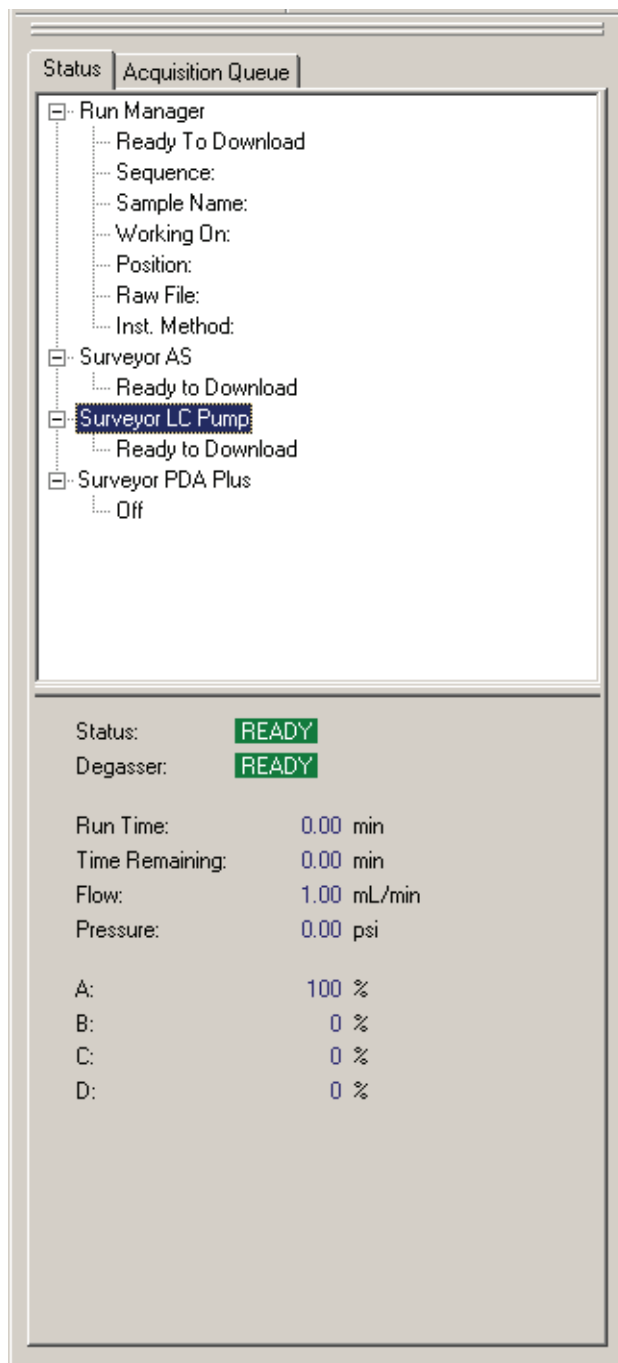 Status Acquisition Queue
Run Manager
Ready To Download
Sequence:
Sample Name:
Working On:
Position:
Raw File:
Inst. Method:
Surveyor AS
Ready to Download
Surveyor LC Pump
Ready to Download
Surveyor PDA Plus
Off
Status: READY
Degasser: READY
Run Time: 0.00 min
Time Remaining: 0.00 min
Flow: 1.00 mL/min
Pressure: 0.00 psi
A: 100 %
B: 0 %
C: 0 %
D: 0 %